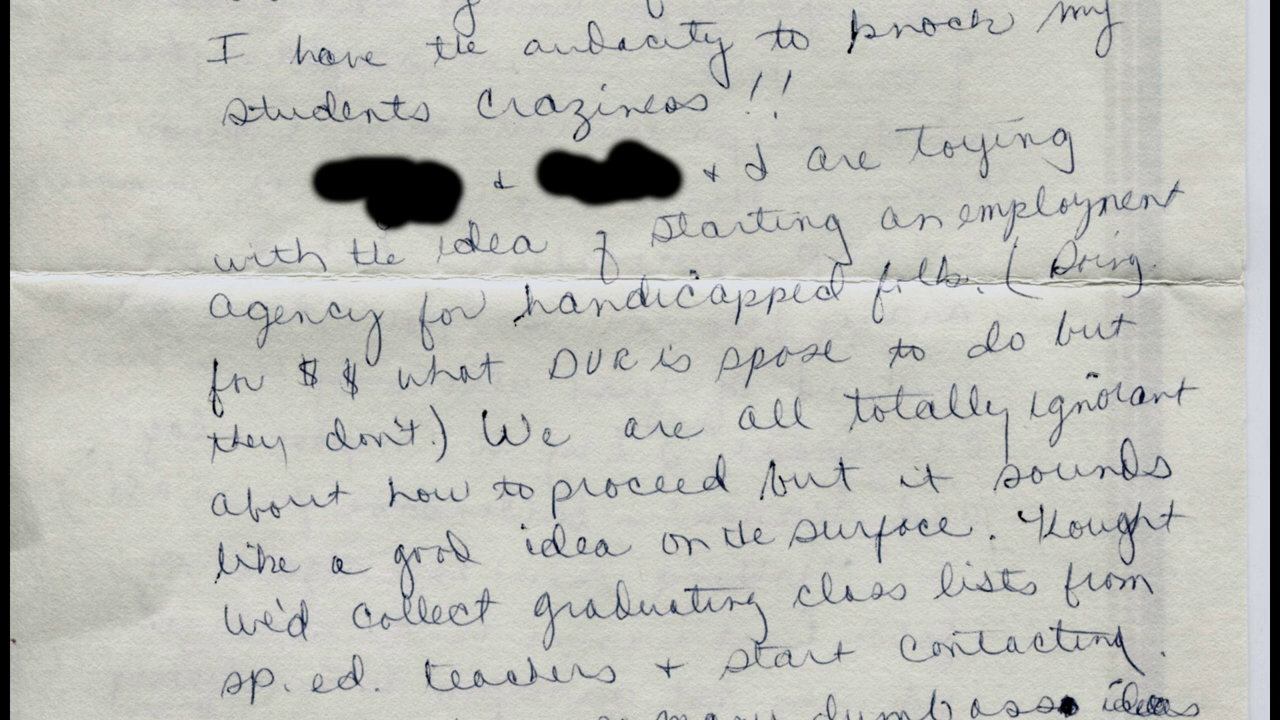 I have the audacity to knock my
students craziness !!
& & I are toying
with the idea of starting an employment
agency for handicapped folks. ( Doing
for $ $ what DVR is spose to do but
they don't.) We are all totally ignorant
about how to proceed but it sounds
like a good idea on the surface. Thought
we'd collect graduating class lists from
sp. ed. teachers + start contacting.
many dumbass ideas